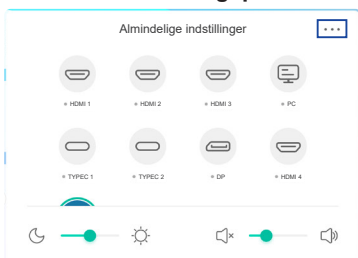 Almindelige indstillinger
HDMI 1
HDMI 2
HDMI 3
PC
TYPEC 1
TYPEC 2
DP
HDMI 4